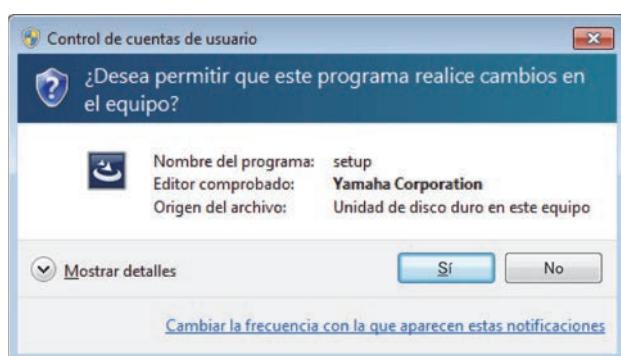 Control de cuentas de usuario
¿Desea permitir que este programa realice cambios en
el equipo?
Nombre del programa: setup
Editor comprobado: Yamaha Corporation
Origen del archivo: Unidad de disco duro en este equipo
Mostrar detalles Sí No
Cambiar la frecuencia con la que aparecen estas notificaciones